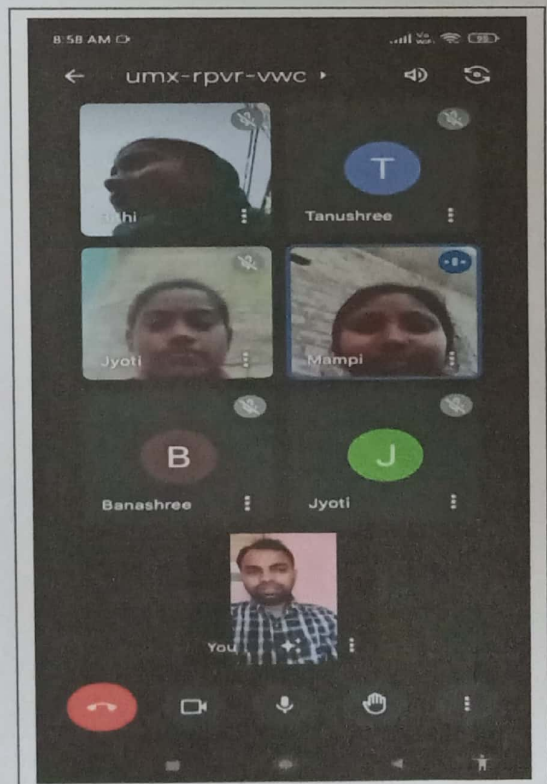 8:58 AM
umx-rpvr-vwc
T
Tanushree
Jyoti
Mampi
B
Banashree
J
Jyoti
You